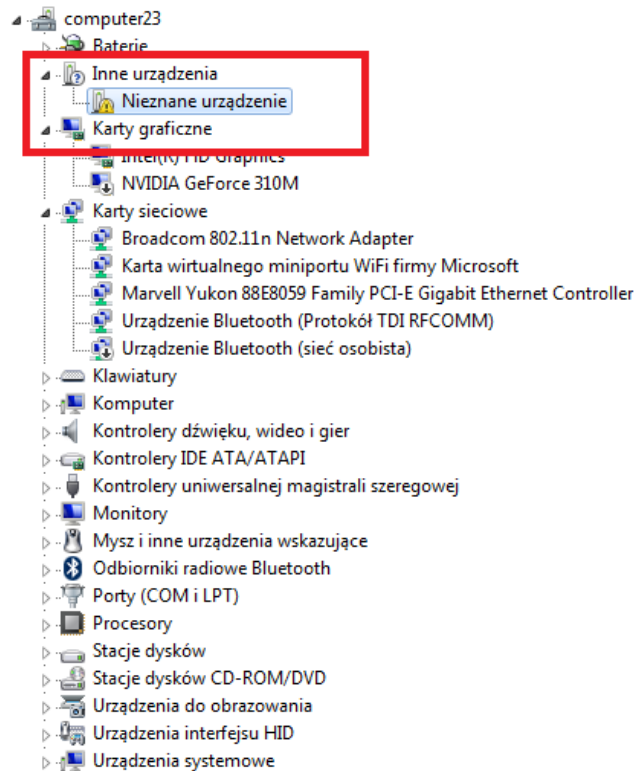 computer23
Baterie
Inne urządzenia
Nieznane urządzenie
Karty graficzne
Intel(R) HD Graphics
NVIDIA GeForce 310M
Karty sieciowe
Broadcom 802.11n Network Adapter
Karta wirtualnego miniportu WiFi firmy Microsoft
Marvell Yukon 88E8059 Family PCI-E Gigabit Ethernet Controller
Urządzenie Bluetooth (Protokół TDI RFCOMM)
Urządzenie Bluetooth (sieć osobista)
Klawiatury
Komputer
Kontrolery dźwięku, wideo i gier
Kontrolery IDE ATA/ATAPI
Kontrolery uniwersalnej magistrali szeregowej
Monitory
Mysz i inne urządzenia wskazujące
Odbiorniki radiowe Bluetooth
Porty (COM i LPT)
Procesory
Stacje dysków
Stacje dysków CD-ROM/DVD
Urządzenia do obrazowania
Urządzenia interfejsu HID
Urządzenia systemowe